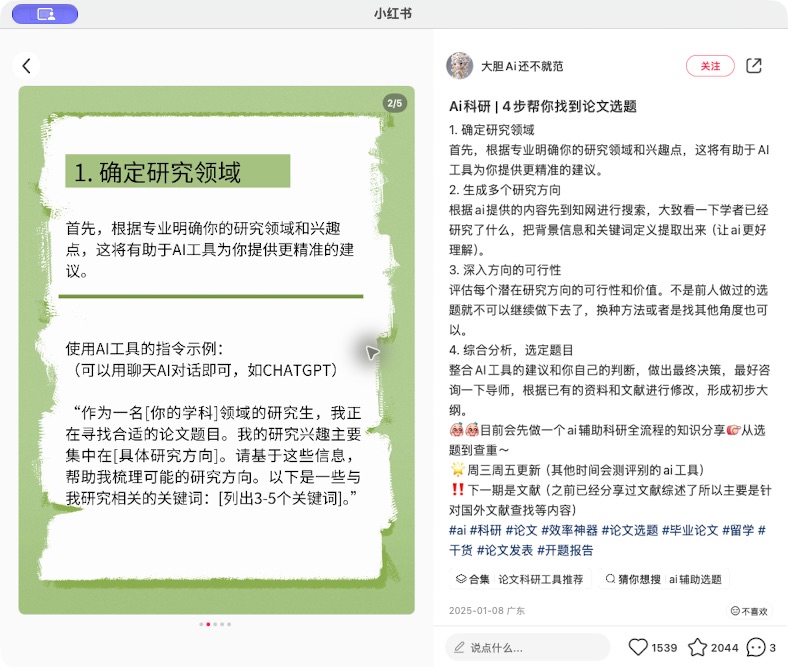 小红书
2/5
1. 确定研究领域
首先，根据专业明确你的研究领域和兴趣
点，这将有助于AI工具为你提供更精准的建
议。
使用AI工具的指令示例：
（可以用聊天AI对话即可，如CHATGPT）
“作为一名[你的学科]领域的研究生，我正
在寻找合适的论文题目。我的研究兴趣主要
集中在[具体研究方向]。请基于这些信息，
帮助我梳理可能的研究方向。以下是一些与
我研究相关的关键词：[列出3-5个关键词]。”
大胆Ai还不就范
关注
Ai科研 | 4步帮你找到论文选题
1. 确定研究领域
首先，根据专业明确你的研究领域和兴趣点，这将有助于AI
工具为你提供更精准的建议。
2. 生成多个研究方向
根据ai提供的内容先到知网进行搜索，大致看一下学者已经
研究了什么，把背景信息和关键词定义提取出来（让ai更好
理解）。
3. 深入方向的可行性
评估每个潜在研究方向的可行性和价值。不是前人做过的选
题就不可以继续做下去了，换种方法或者是找其他角度也可
以。
4. 综合分析，选定题目
整合AI工具的建议和你自己的判断，做出最终决策，最好咨
询一下导师，根据已有的资料和文献进行修改，形成初步大
纲。
目前会先做一个ai辅助科研全流程的知识分享从选
题到查重～
🌟周三周五更新（其他时间会测评别的ai工具）
‼️下一期是文献（之前已经分享过文献综述了所以主要是针
对国外文献查找等内容）
#ai #科研 #论文 #效率神器 #论文选题 #毕业论文 #留学 #
干货 #论文发表 #开题报告
合集 论文科研工具推荐 猜你想搜 ai辅助选题
2025-01-08 广东 不喜欢
说点什么... 1539 2044 3